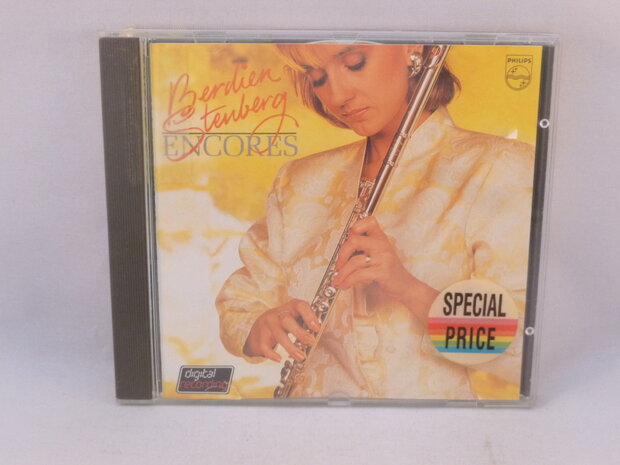 Berdien
Stenberg
ENCORES
PHILIPS
SPECIAL
PRICE
digital
recording